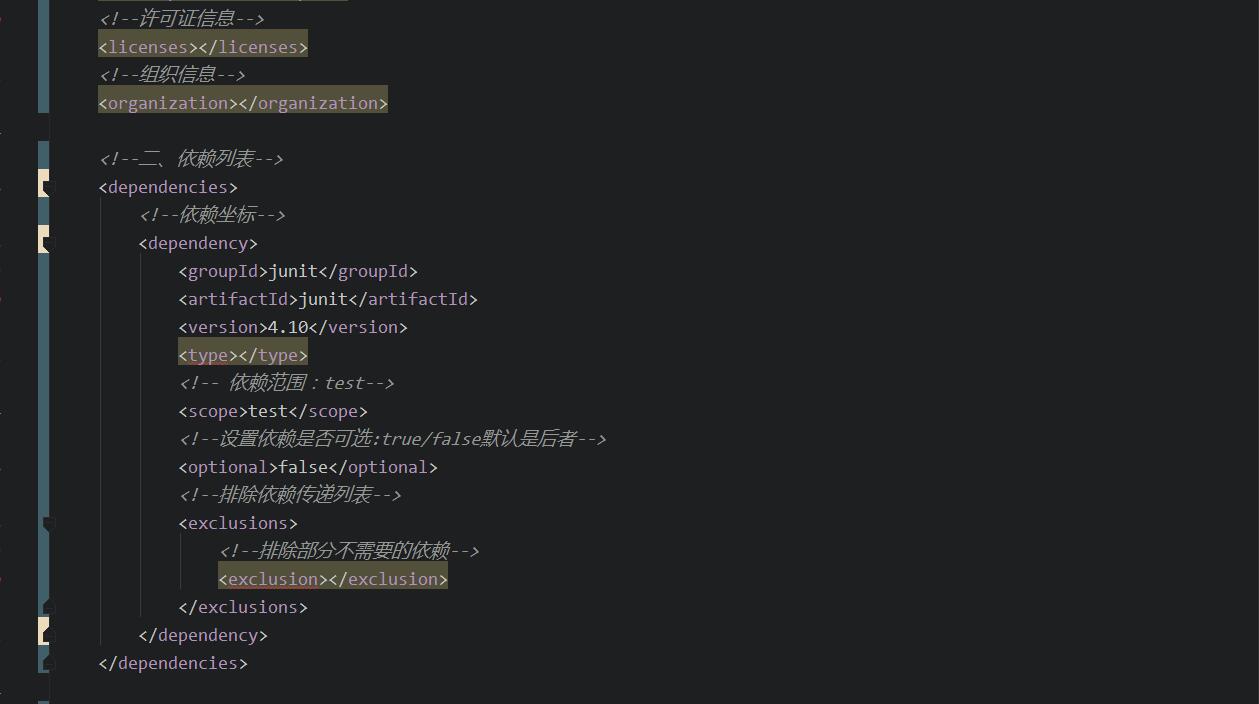 <!--许可证信息-->
<licenses></licenses>
<!--组织信息-->
<organization></organization>
<!--二、依赖列表-->
<dependencies>
<!--依赖坐标-->
<dependency>
<groupId>junit</groupId>
<artifactId>junit</artifactId>
<version>4.10</version>
<type></type>
<!-- 依赖范围：test-->
<scope>test</scope>
<!--设置依赖是否可选:true/false默认是后者-->
<optional>false</optional>
<!--排除依赖传递列表-->
<exclusions>
<!--排除部分不需要的依赖-->
<exclusion></exclusion>
</exclusions>
</dependency>
</dependencies>